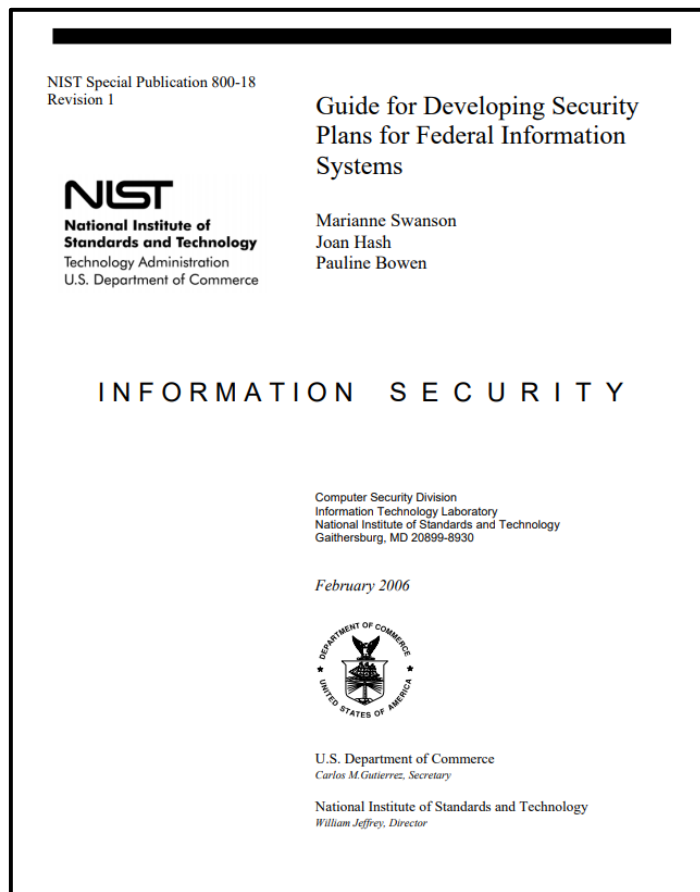 NIST Special Publication 800-18
Revision 1
Guide for Developing Security
Plans for Federal Information
Systems
NIST
National Institute of
Standards and Technology
Technology Administration
U.S. Department of Commerce
Marianne Swanson
Joan Hash
Pauline Bowen
INFORMATION SECURITY
Computer Security Division
Information Technology Laboratory
National Institute of Standards and Technology
Gaithersburg, MD 20899-8930
February 2006
DEPARTMENT OF COMMERCE
UNITED STATES OF AMERICA
U.S. Department of Commerce
Carlos M.Gutierrez, Secretary
National Institute of Standards and Technology
William Jeffrey, Director